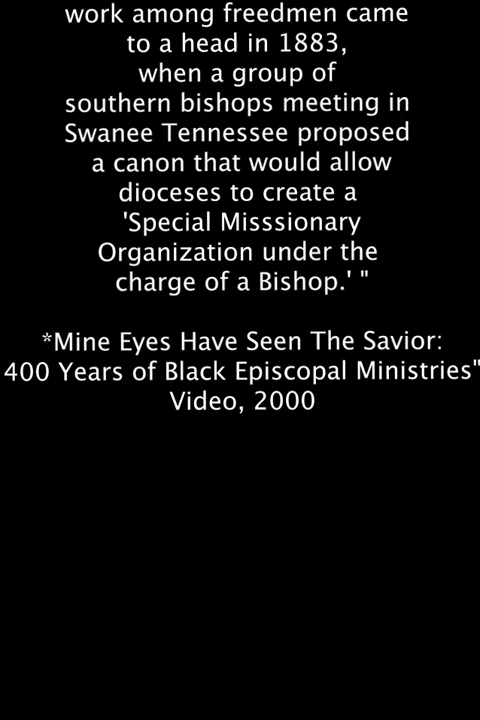 work among freedmen came
to a head in 1883,
when a group of
southern bishops meeting in
Swanee Tennessee proposed
a canon that would allow
dioceses to create a
'Special Misssionary
Organization under the
charge of a Bishop.' "
*Mine Eyes Have Seen The Savior:
400 Years of Black Episcopal Ministries"
Video, 2000